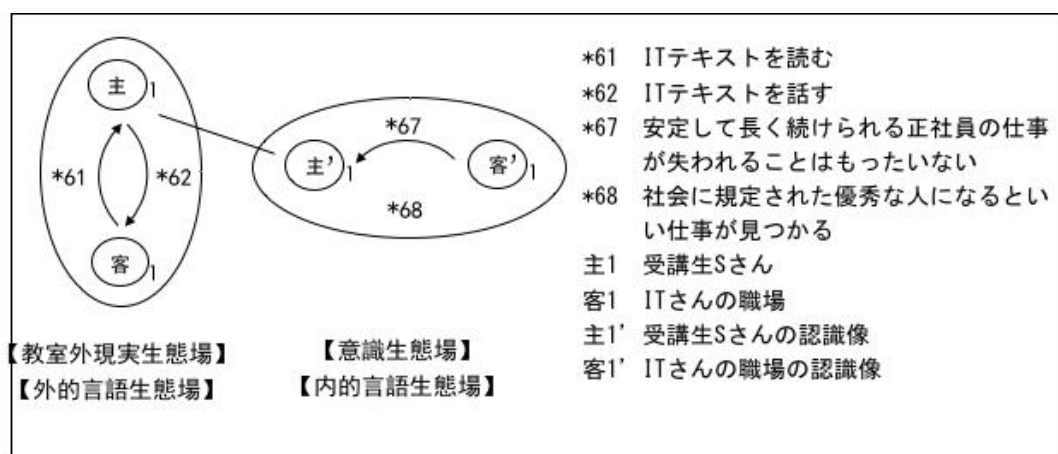 主1
*61
*62
客1
*67
主'1
客'1
*68
【教室外現実生態場】
【外的言語生態場】
【意識生態場】
【内的言語生態場】
*61 ITテキストを読む
*62 ITテキストを話す
*67 安定して長く続けられる正社員の仕事
が失われることはもったいない
*68 社会に規定された優秀な人になるとい
い仕事が見つかる
主1 受講生Sさん
客1 ITさんの職場
主1' 受講生Sさんの認識像
客1' ITさんの職場の認識像